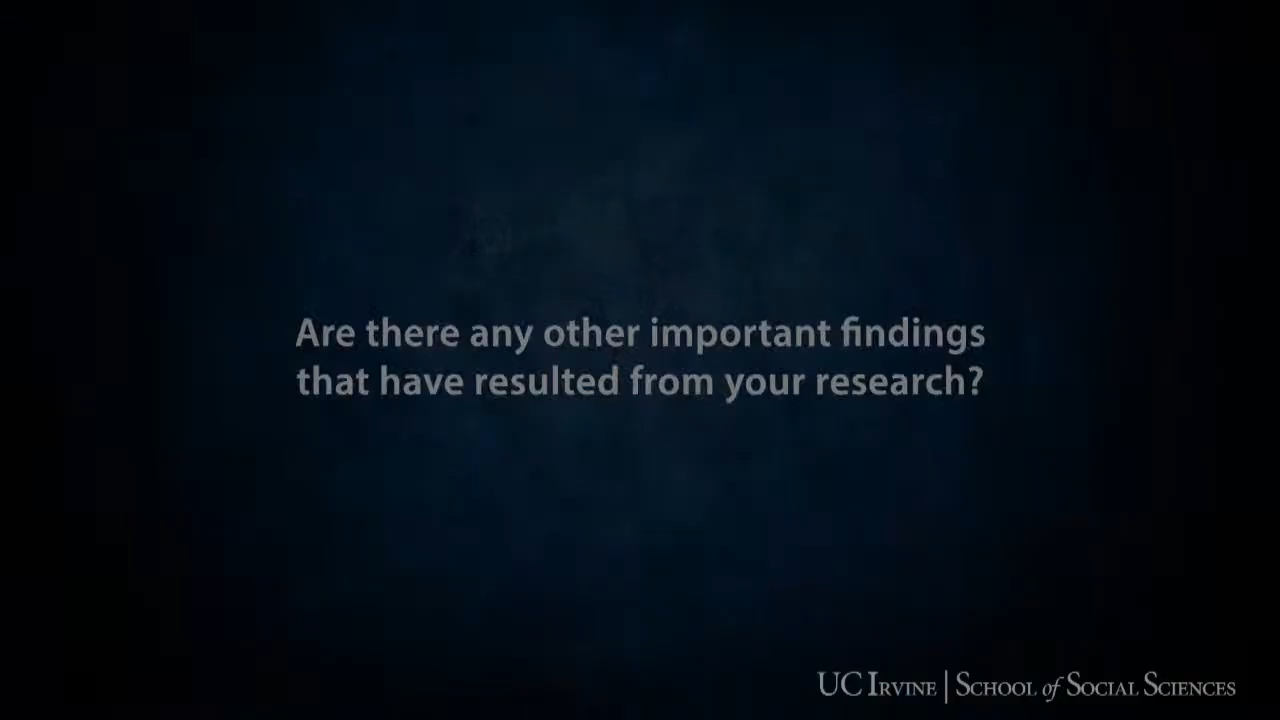 Are there any other important findings
that have resulted from your research?
UC IRVINE | SCHOOL of SOCIAL SCIENCES